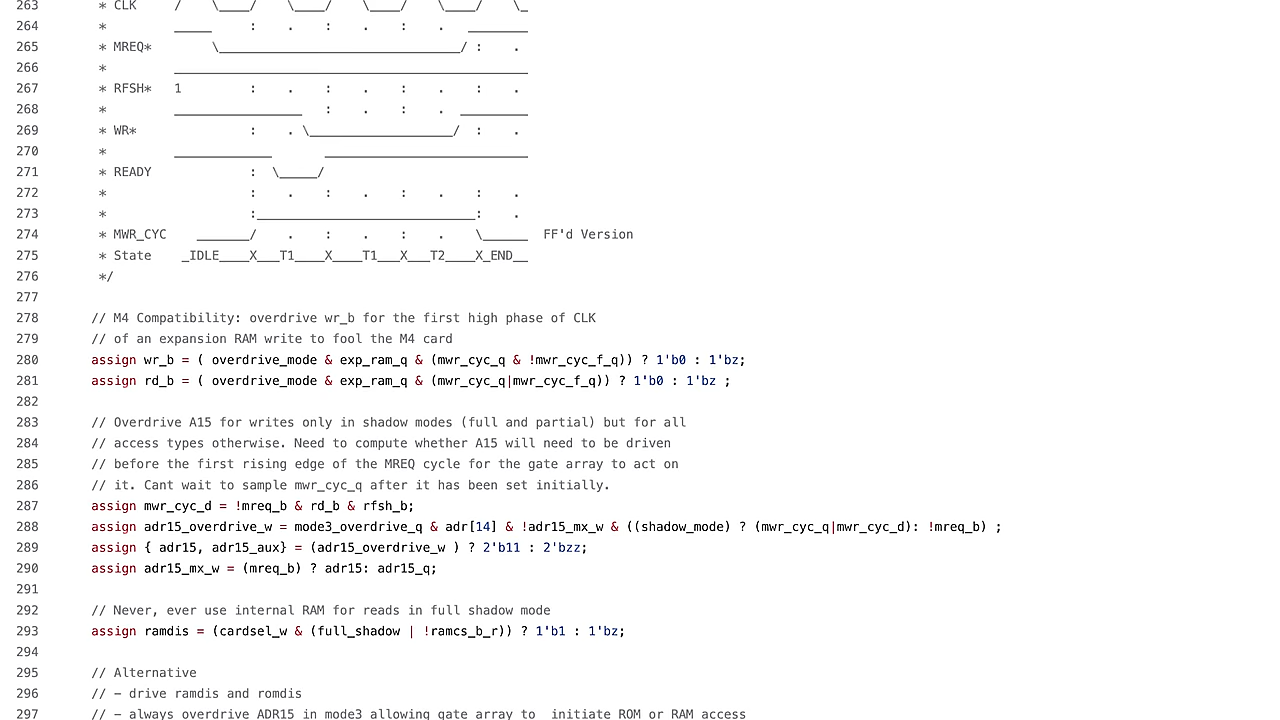 263        * CLK     /    \____/    \____/    \____/    \____/    \_
264        *        _____     :    .    :    .    :    .   ________
265        * MREQ*       \________________________________/ :    .
266        *        _______________________________________________
267        * RFSH*  1         :    .    :    .    :    .    :    .
268        *        _________________   :    .    :    .  _________
269        * WR*              :    . \___________________/  :    .
270        *        _____________       ___________________________
271        * READY            :  \_____/
272        *                  :    .    :    .    :    .    :    .
273        *                  :_____________________________:    .
274        * MWR_CYC    _______/    .    :    .    :    .    \______  FF'd Version
275        * State    _IDLE____X___T1____X____T1___X___T2____X_END__
276        */
277
278     // M4 Compatibility: overdrive wr_b for the first high phase of CLK
279     // of an expansion RAM write to fool the M4 card
280     assign wr_b = ( overdrive_mode & exp_ram_q & (mwr_cyc_q & !mwr_cyc_f_q)) ? 1'b0 : 1'bz;
281     assign rd_b = ( overdrive_mode & exp_ram_q & (mwr_cyc_q|mwr_cyc_f_q)) ? 1'b0 : 1'bz ;
282
283     // Overdrive A15 for writes only in shadow modes (full and partial) but for all
284     // access types otherwise. Need to compute whether A15 will need to be driven
285     // before the first rising edge of the MREQ cycle for the gate array to act on
286     // it. Cant wait to sample mwr_cyc_q after it has been set initially.
287     assign mwr_cyc_d = !mreq_b & rd_b & rfsh_b;
288     assign adr15_overdrive_w = mode3_overdrive_q & adr[14] & !adr15_mx_w & ((shadow_mode) ? (mwr_cyc_q|mwr_cyc_d): !mreq_b) ;
289     assign { adr15, adr15_aux} = (adr15_overdrive_w ) ? 2'b11 : 2'bzz;
290     assign adr15_mx_w = (mreq_b) ? adr15: adr15_q;
291
292     // Never, ever use internal RAM for reads in full shadow mode
293     assign ramdis = (cardsel_w & (full_shadow | !ramcs_b_r)) ? 1'b1 : 1'bz;
294
295     // Alternative
296     // – drive ramdis and romdis
297     // – always overdrive ADR15 in mode3 allowing gate array to  initiate ROM or RAM access